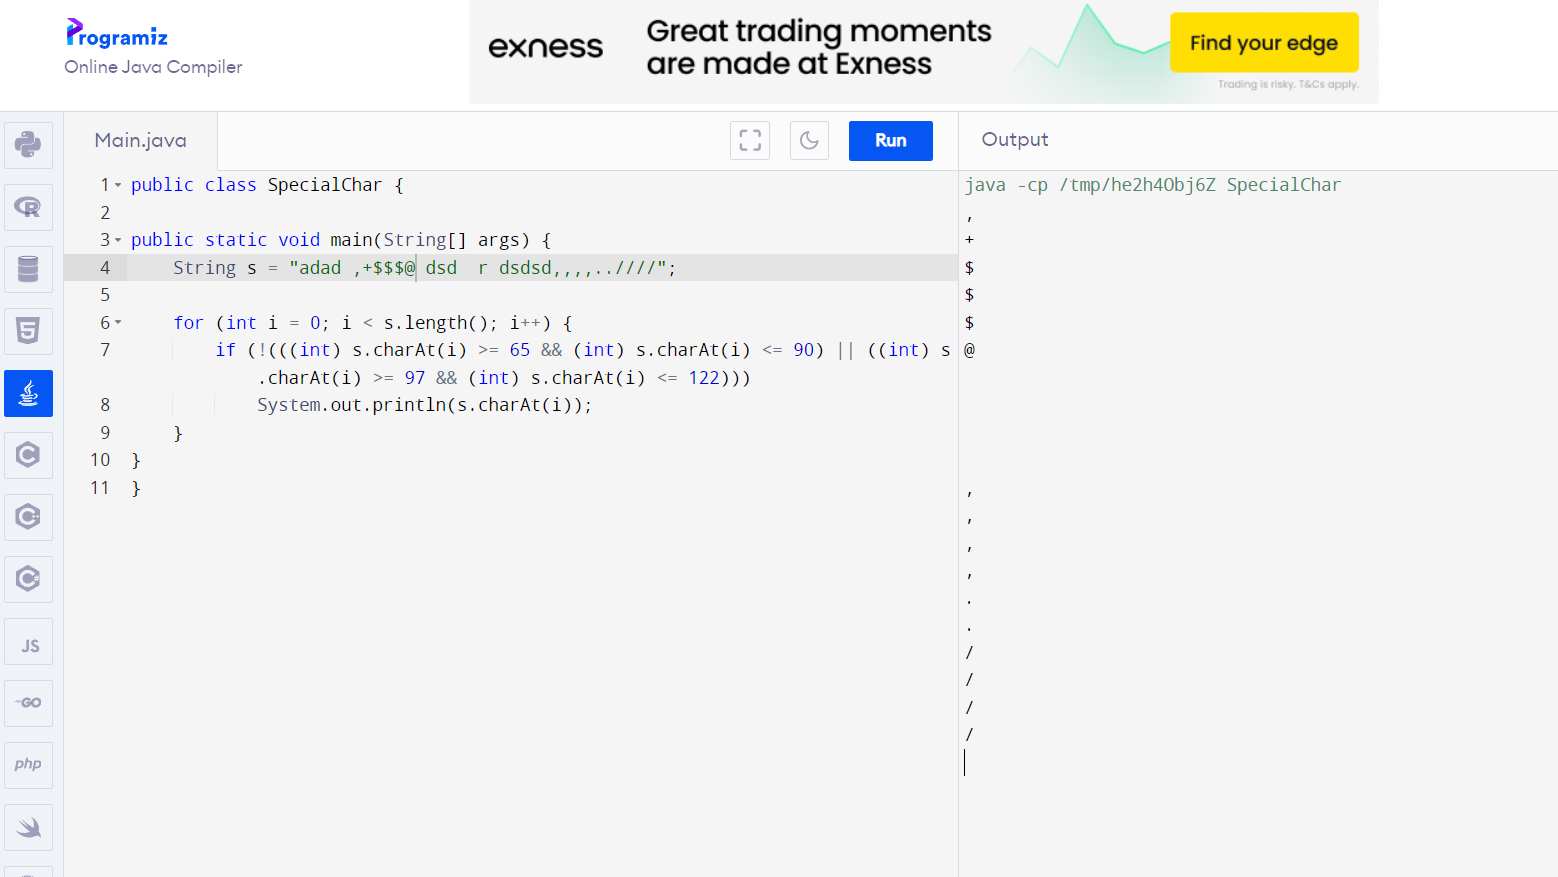 Programiz
Online Java Compiler
exness
Great trading moments
are made at Exness
Find your edge
Trading is risky. T&Cs apply.
Main.java
Run
Output
1 public class SpecialChar {
2
3 public static void main(String[] args) {
4     String s = "adad ,+$$$@ dsd  r dsdsd,,,,..////";
5
6     for (int i = 0; i < s.length(); i++) {
7         if (!(((int) s.charAt(i) >= 65 && (int) s.charAt(i) <= 90) || ((int) s
            .charAt(i) >= 97 && (int) s.charAt(i) <= 122)))
8             System.out.println(s.charAt(i));
9     }
10 }
11 }
java -cp /tmp/he2h4Obj6Z SpecialChar
,
+
$
$
$
@
,
,
,
,
.
.
/
/
/
/
R
5
C
C++
C#
JS
GO
php